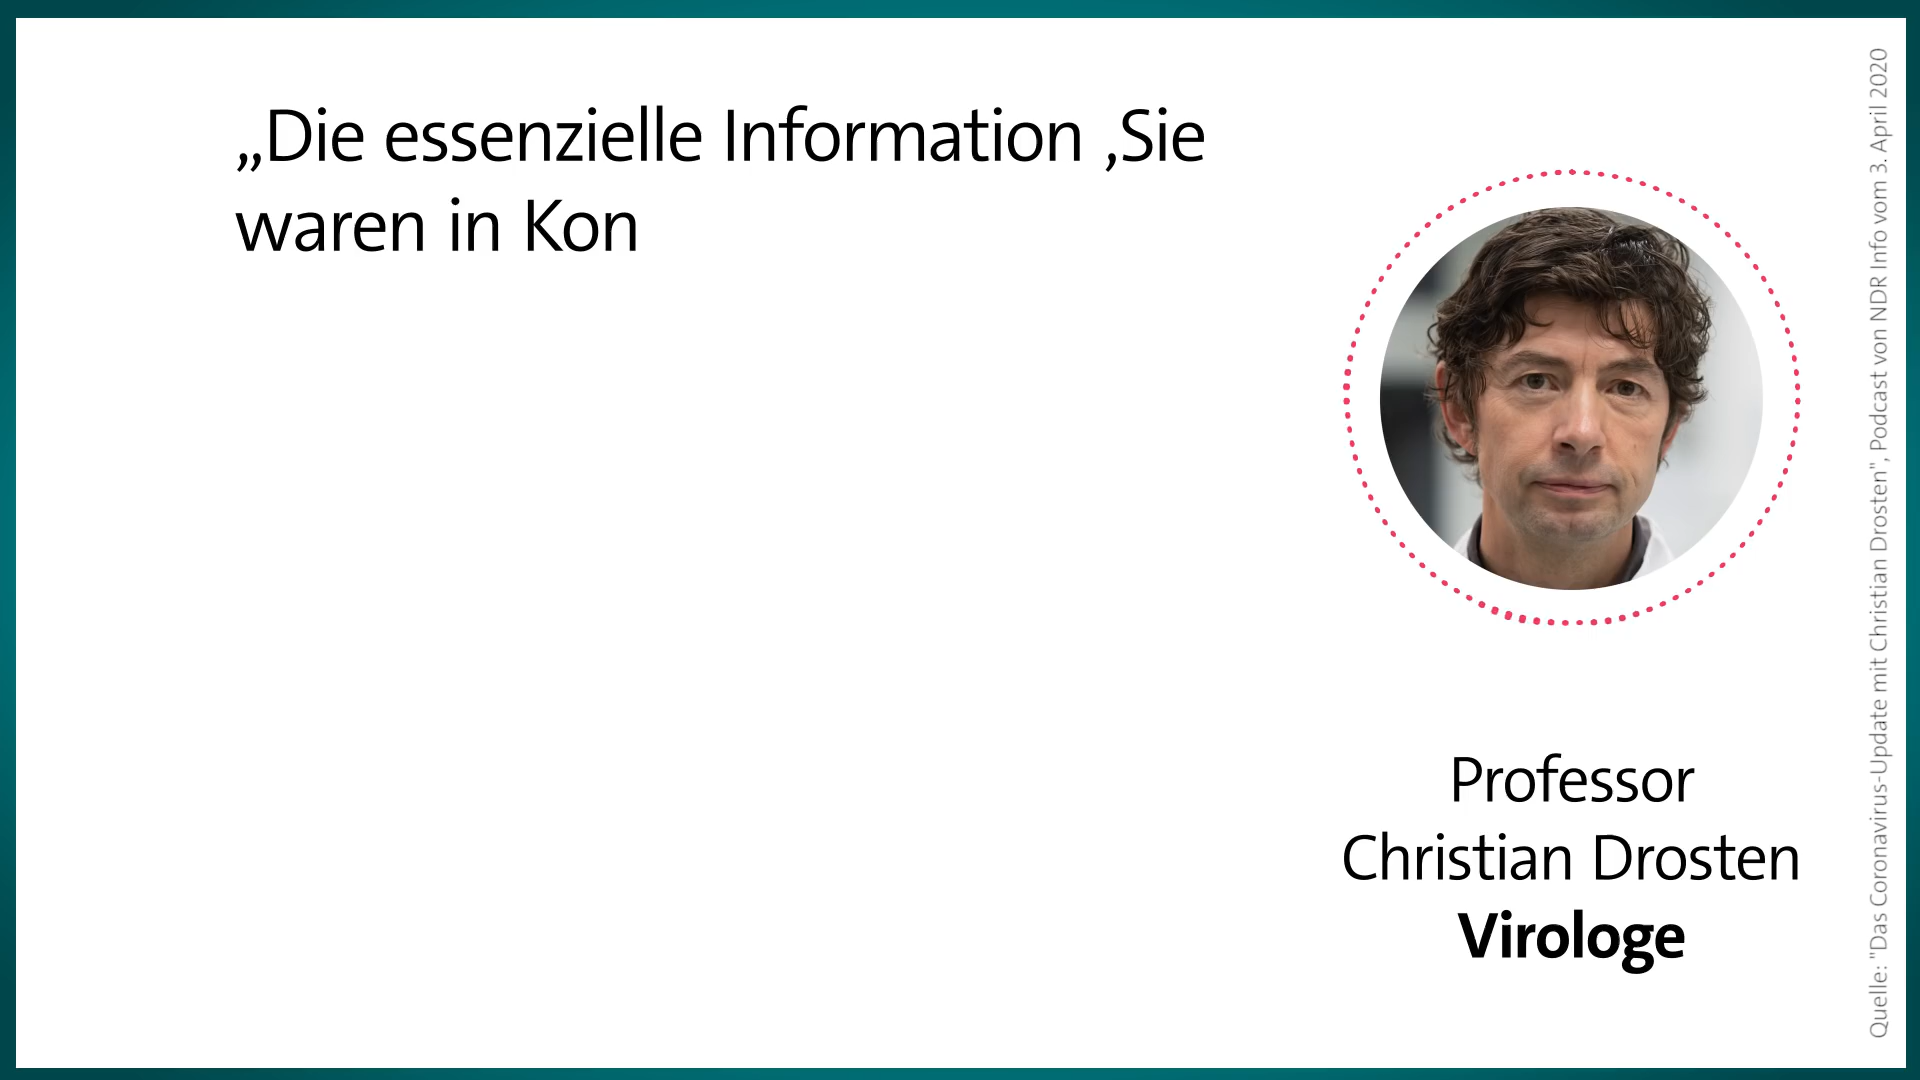 „Die essenzielle Information ‚Sie
waren in Kon
Professor
Christian Drosten
Virologe
Quelle: "Das Coronavirus-Update mit Christian Drosten", Podcast von NDR Info vom 3. April 2020